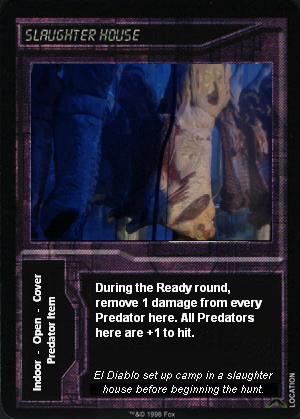 SLAUGHTER HOUSE
During the Ready round,
remove 1 damage from every
Predator here. All Predators
here are +1 to hit.
El Diablo set up camp in a slaughter
house before beginning the hunt.
Indoor - Open - Cover
Predator Item
LOCATION
™&© 1998 Fox